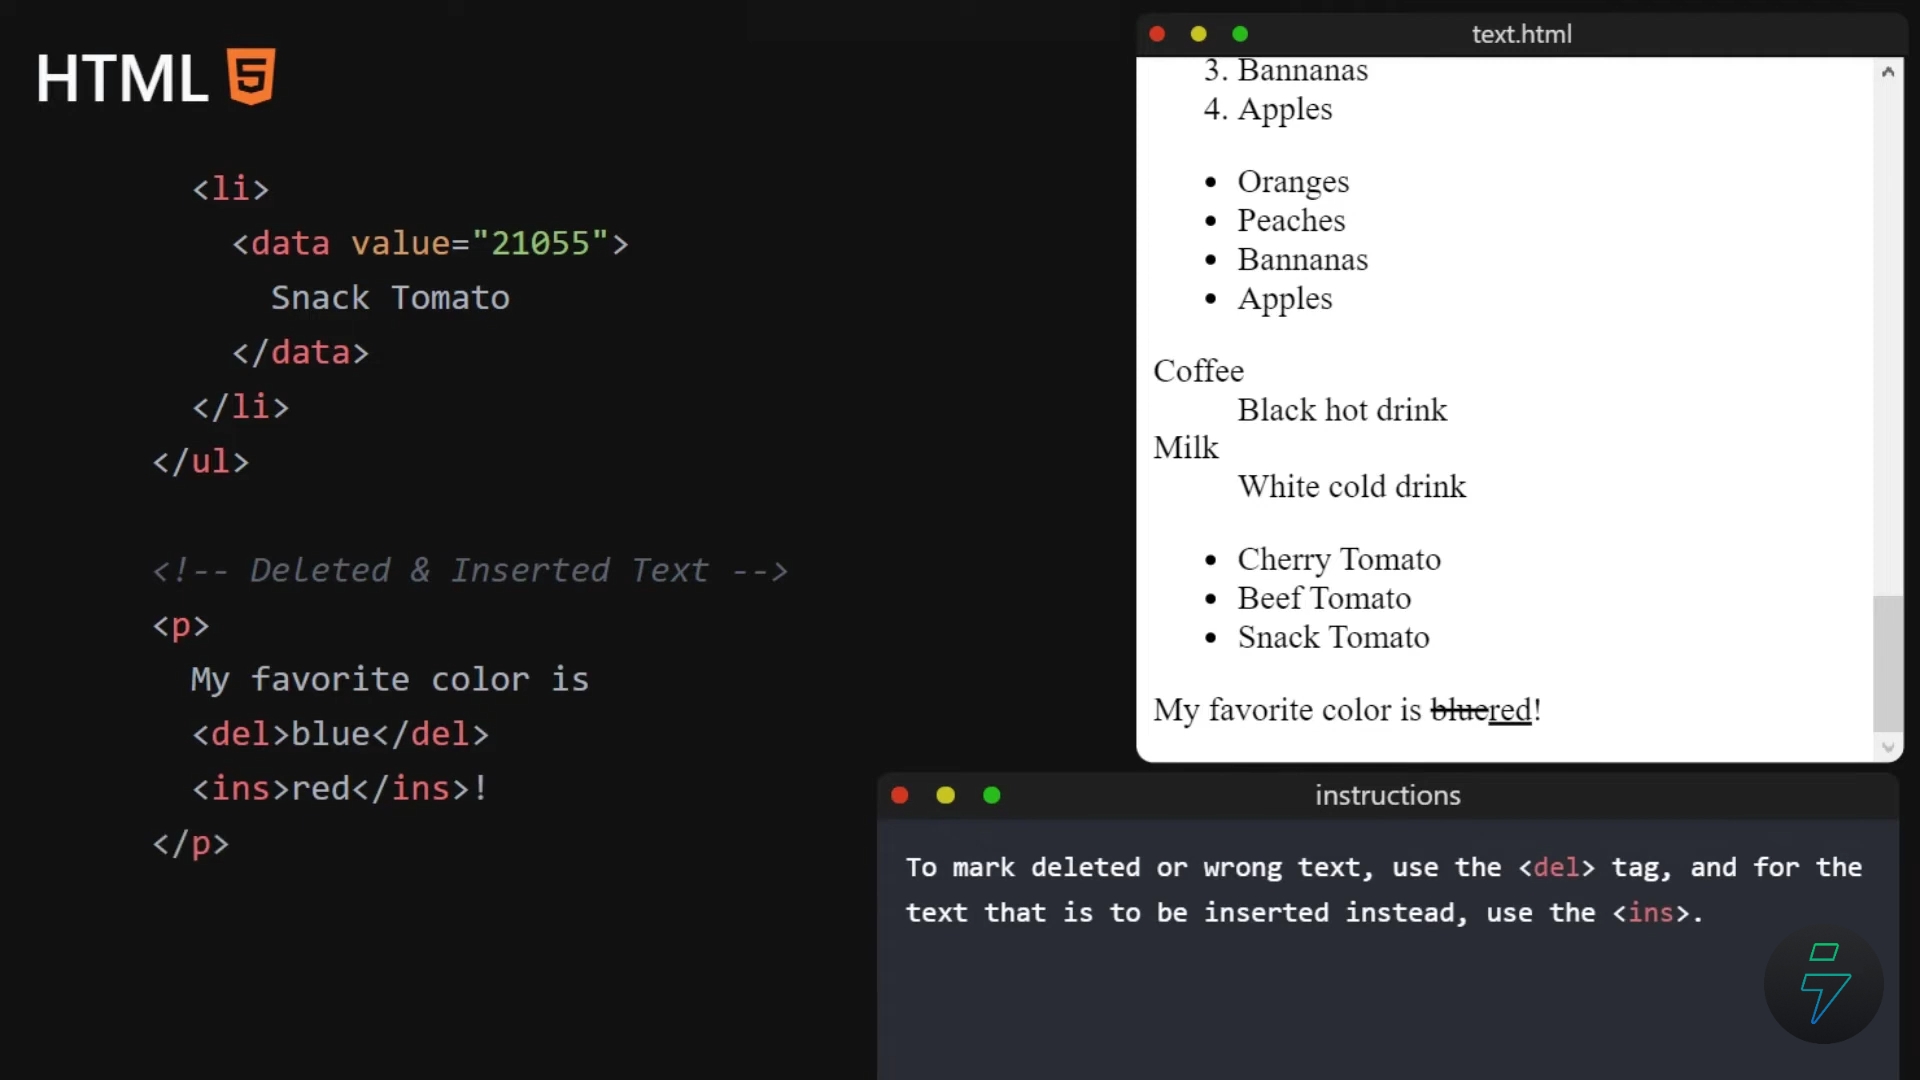 HTML 5
<li>
<data value="21055">
Snack Tomato
</data>
</li>
</ul>
<!-- Deleted & Inserted Text -->
<p>
My favorite color is
<del>blue</del>
<ins>red</ins>!
</p>
text.html
3. Bannanas
4. Apples
• Oranges
• Peaches
• Bannanas
• Apples
Coffee
Black hot drink
Milk
White cold drink
• Cherry Tomato
• Beef Tomato
• Snack Tomato
My favorite color is bluered!
instructions
To mark deleted or wrong text, use the <del> tag, and for the
text that is to be inserted instead, use the <ins>.